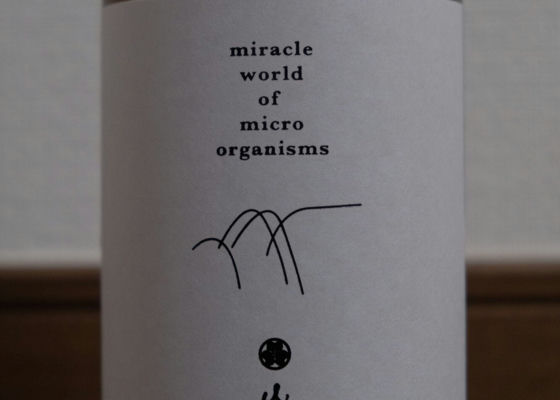 miracle
world
of
micro
organisms